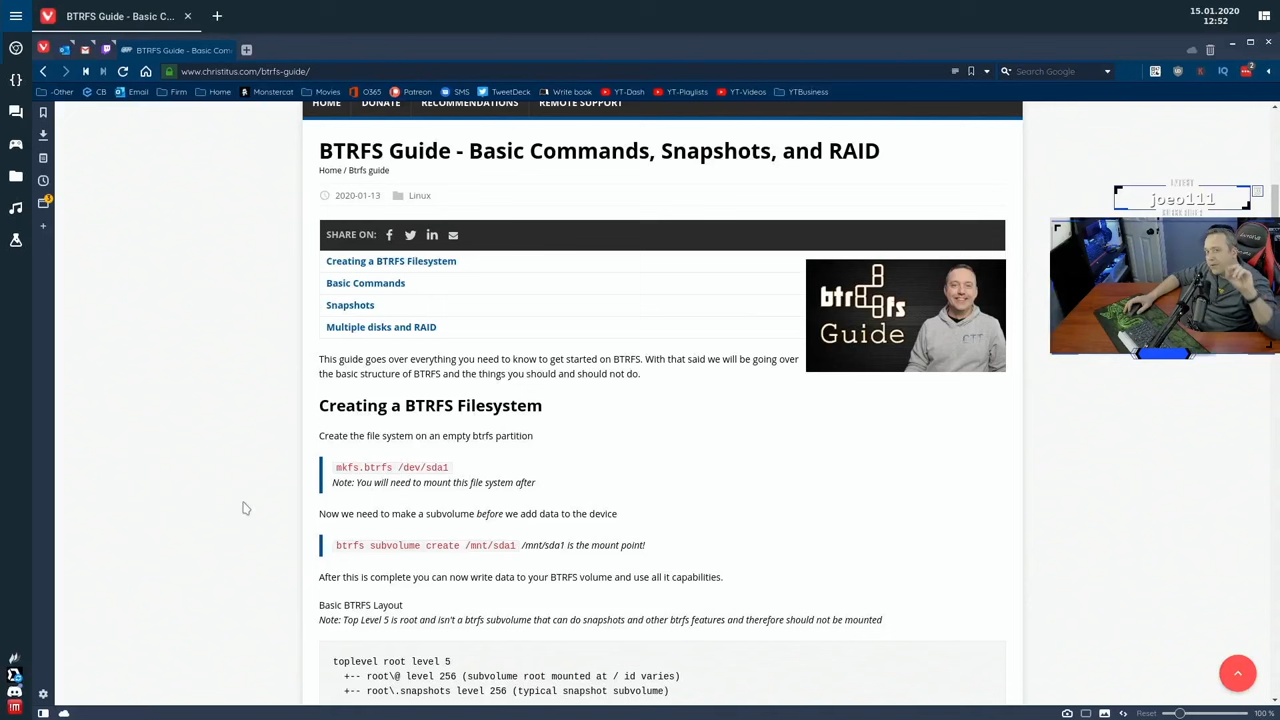 BTRFS Guide - Basic C...
15.01.2020
12:52
BTRFS Guide - Basic Com
www.christitus.com/btrfs-guide/
Search Google
2
-Other
CB
Email
Firm
Home
Monstercat
Movies
O365
Patreon
SMS
TweetDeck
Write book
YT-Dash
YT-Playlists
YT-Videos
YTBusiness
HOME
DONATE
RECOMMENDATIONS
REMOTE SUPPORT
BTRFS Guide - Basic Commands, Snapshots, and RAID
Home / Btrfs guide
2020-01-13
Linux
joeo111
SHARE ON:
Creating a BTRFS Filesystem
Basic Commands
Snapshots
Multiple disks and RAID
btrfs
Guide
CTT
This guide goes over everything you need to know to get started on BTRFS. With that said we will be going over
the basic structure of BTRFS and the things you should and should not do.
Creating a BTRFS Filesystem
Create the file system on an empty btrfs partition
mkfs.btrfs /dev/sda1
Note: You will need to mount this file system after
Now we need to make a subvolume before we add data to the device
btrfs subvolume create /mnt/sda1 /mnt/sda1 is the mount point!
After this is complete you can now write data to your BTRFS volume and use all it capabilities.
Basic BTRFS Layout
Note: Top Level 5 is root and isn't a btrfs subvolume that can do snapshots and other btrfs features and therefore should not be mounted
toplevel root level 5
+-- root\@ level 256 (subvolume root mounted at / id varies)
+-- root\.snapshots level 256 (typical snapshot subvolume)
Reset
100 %